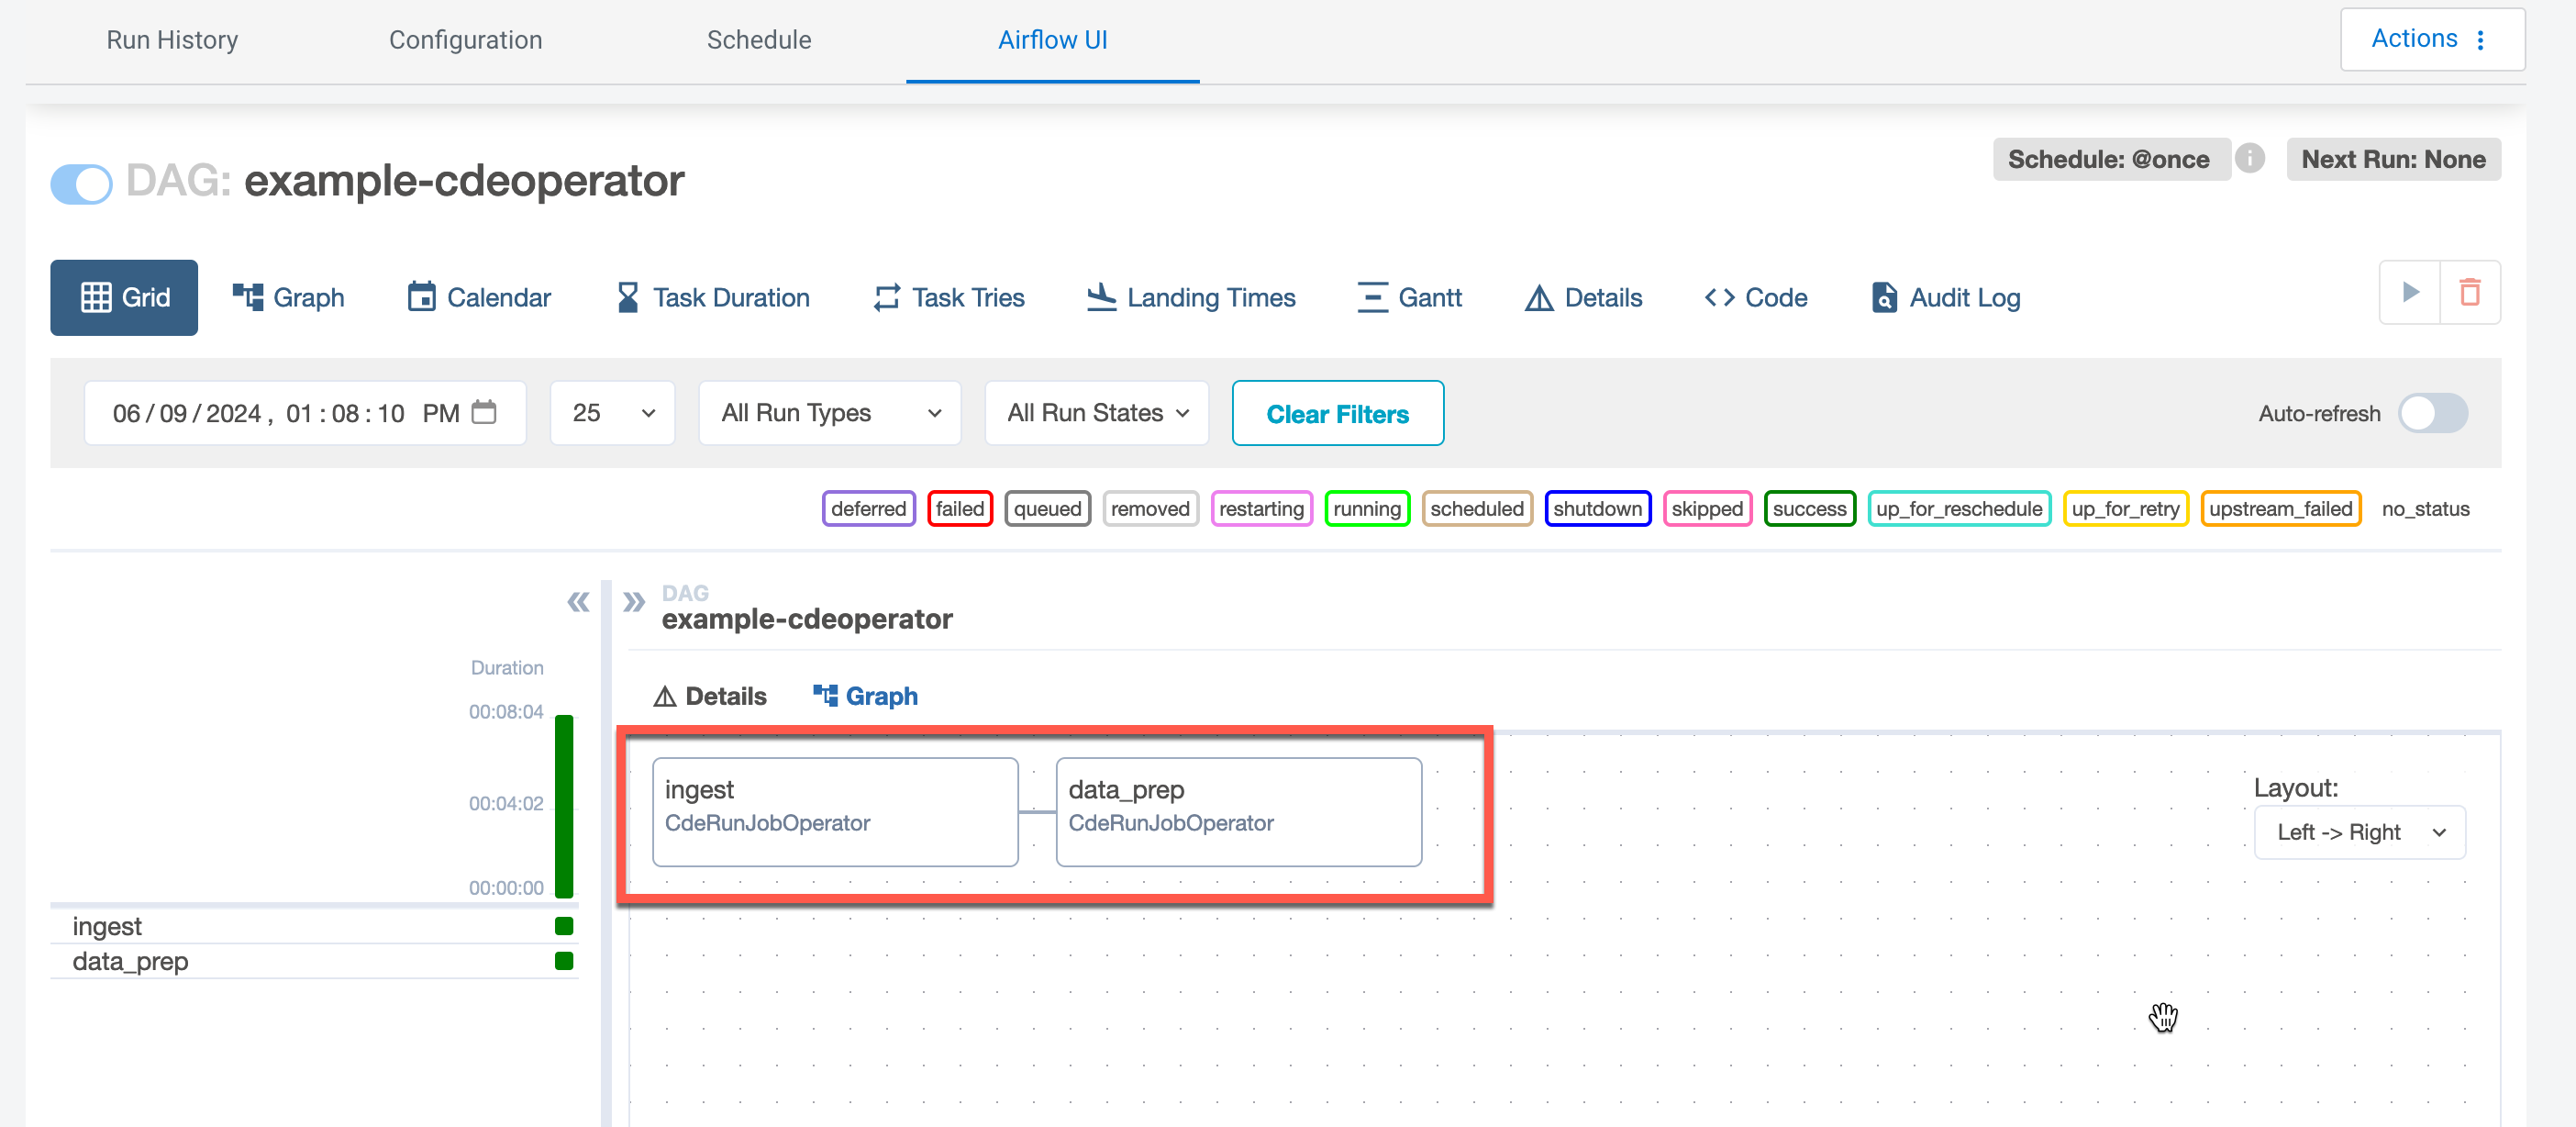 Run History Configuration Schedule Airflow UI Actions
DAG: example-cdeoperator Schedule: @once Next Run: None
Grid Graph Calendar Task Duration Task Tries Landing Times Gantt Details Code Audit Log
06/09/2024, 01:08:10 PM 25 All Run Types All Run States Clear Filters Auto-refresh
deferred failed queued removed restarting running scheduled shutdown skipped success up_for_reschedule up_for_retry upstream_failed no_status
DAG
example-cdeoperator
Duration
Details Graph
00:08:04
ingest data_prep Layout:
00:04:02
CdeRunJobOperator CdeRunJobOperator Left -> Right
00:00:00
ingest
data_prep